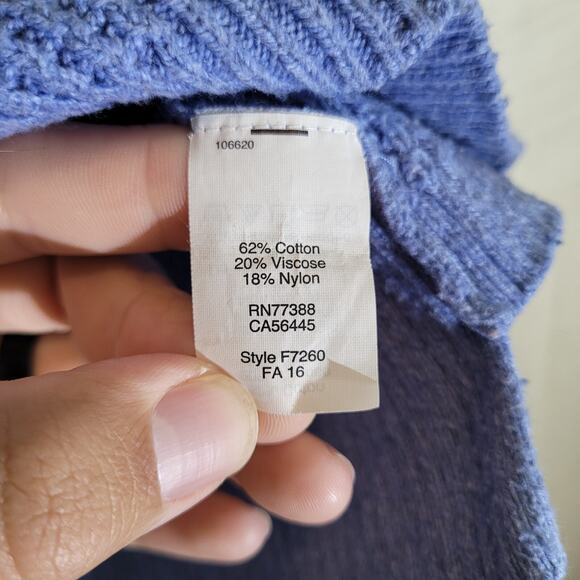 106620
62% Cotton
20% Viscose
18% Nylon
RN77388
CA56445
Style F7260
FA 16